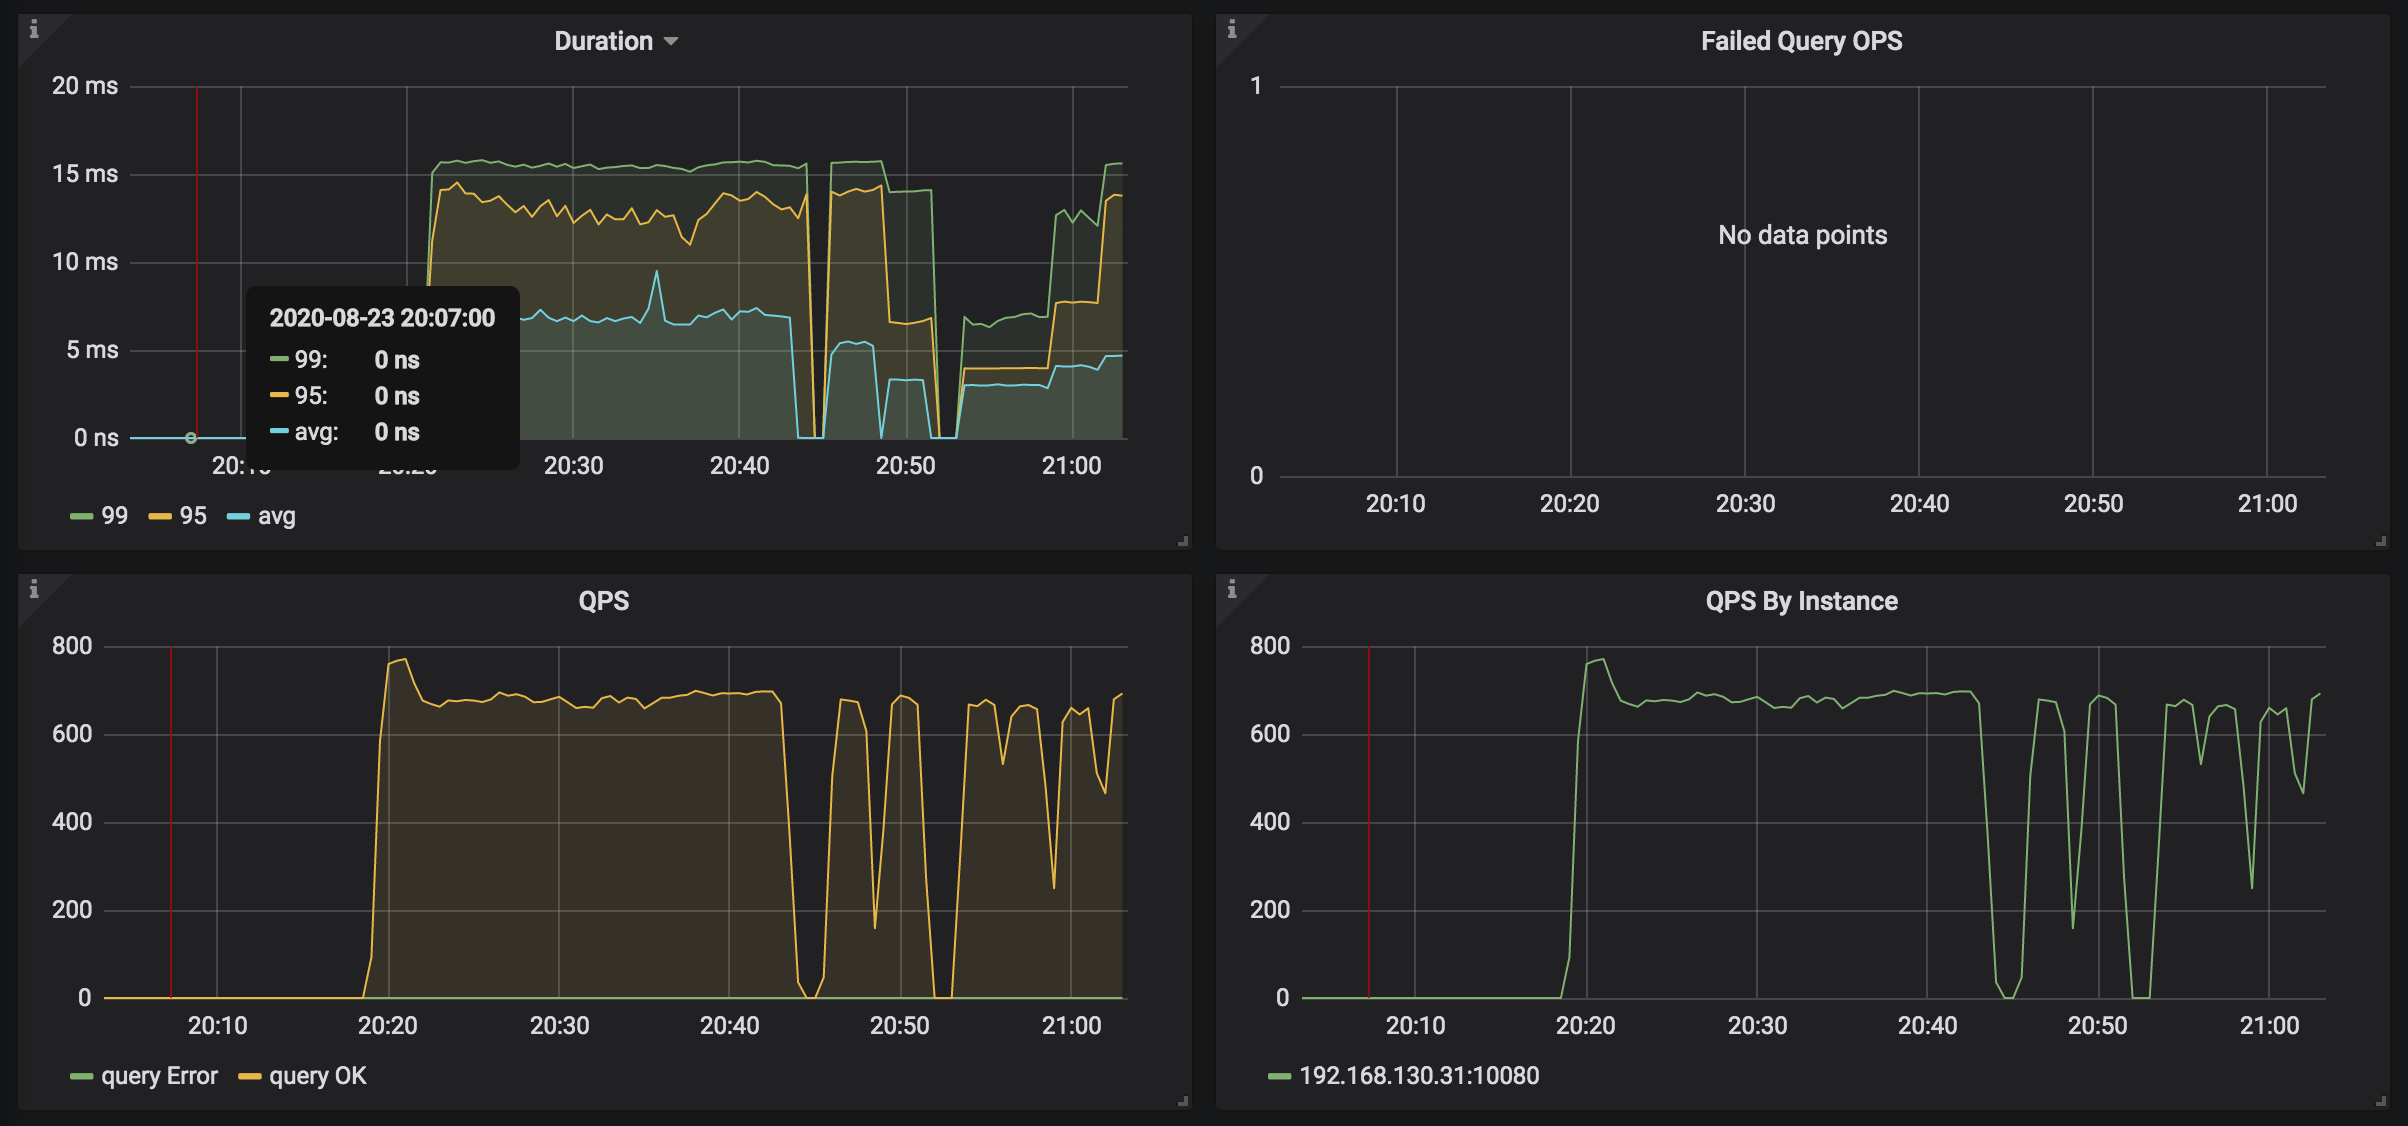 Duration
20 ms
15 ms
10 ms
5 ms
0 ns
2020-08-23 20:07:00
99: 0 ns
95: 0 ns
avg: 0 ns
20:30 20:40 20:50 21:00
99 95 avg
Failed Query OPS
1
No data points
0
20:10 20:20 20:30 20:40 20:50 21:00
QPS
800
600
400
200
0
20:10 20:20 20:30 20:40 20:50 21:00
query Error query OK
QPS By Instance
800
600
400
200
0
20:10 20:20 20:30 20:40 20:50 21:00
192.168.130.31:10080